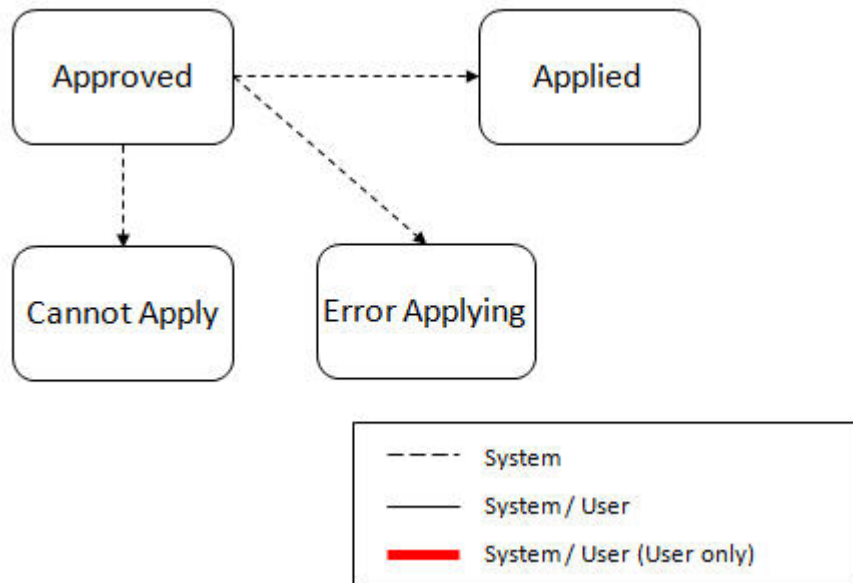 Approved
Applied
Cannot Apply
Error Applying
System
System / User
System / User (User only)